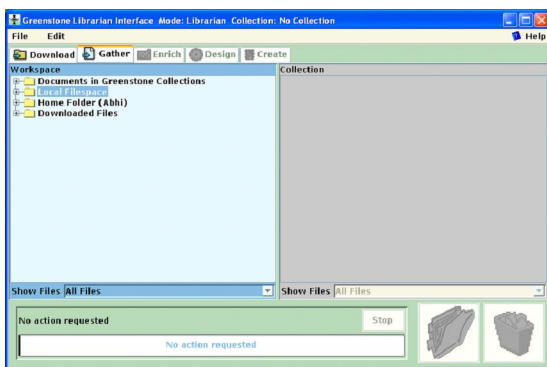 Greenstone Librarian Interface Mode: Librarian Collection: No Collection
File Edit Help
Download Gather Enrich Design Create
Workspace
Documents in Greenstone Collections
Local Filespace
Home Folder (Abhi)
Downloaded Files
Show Files All Files
Collection
Show Files All Files
No action requested
Stop
No action requested